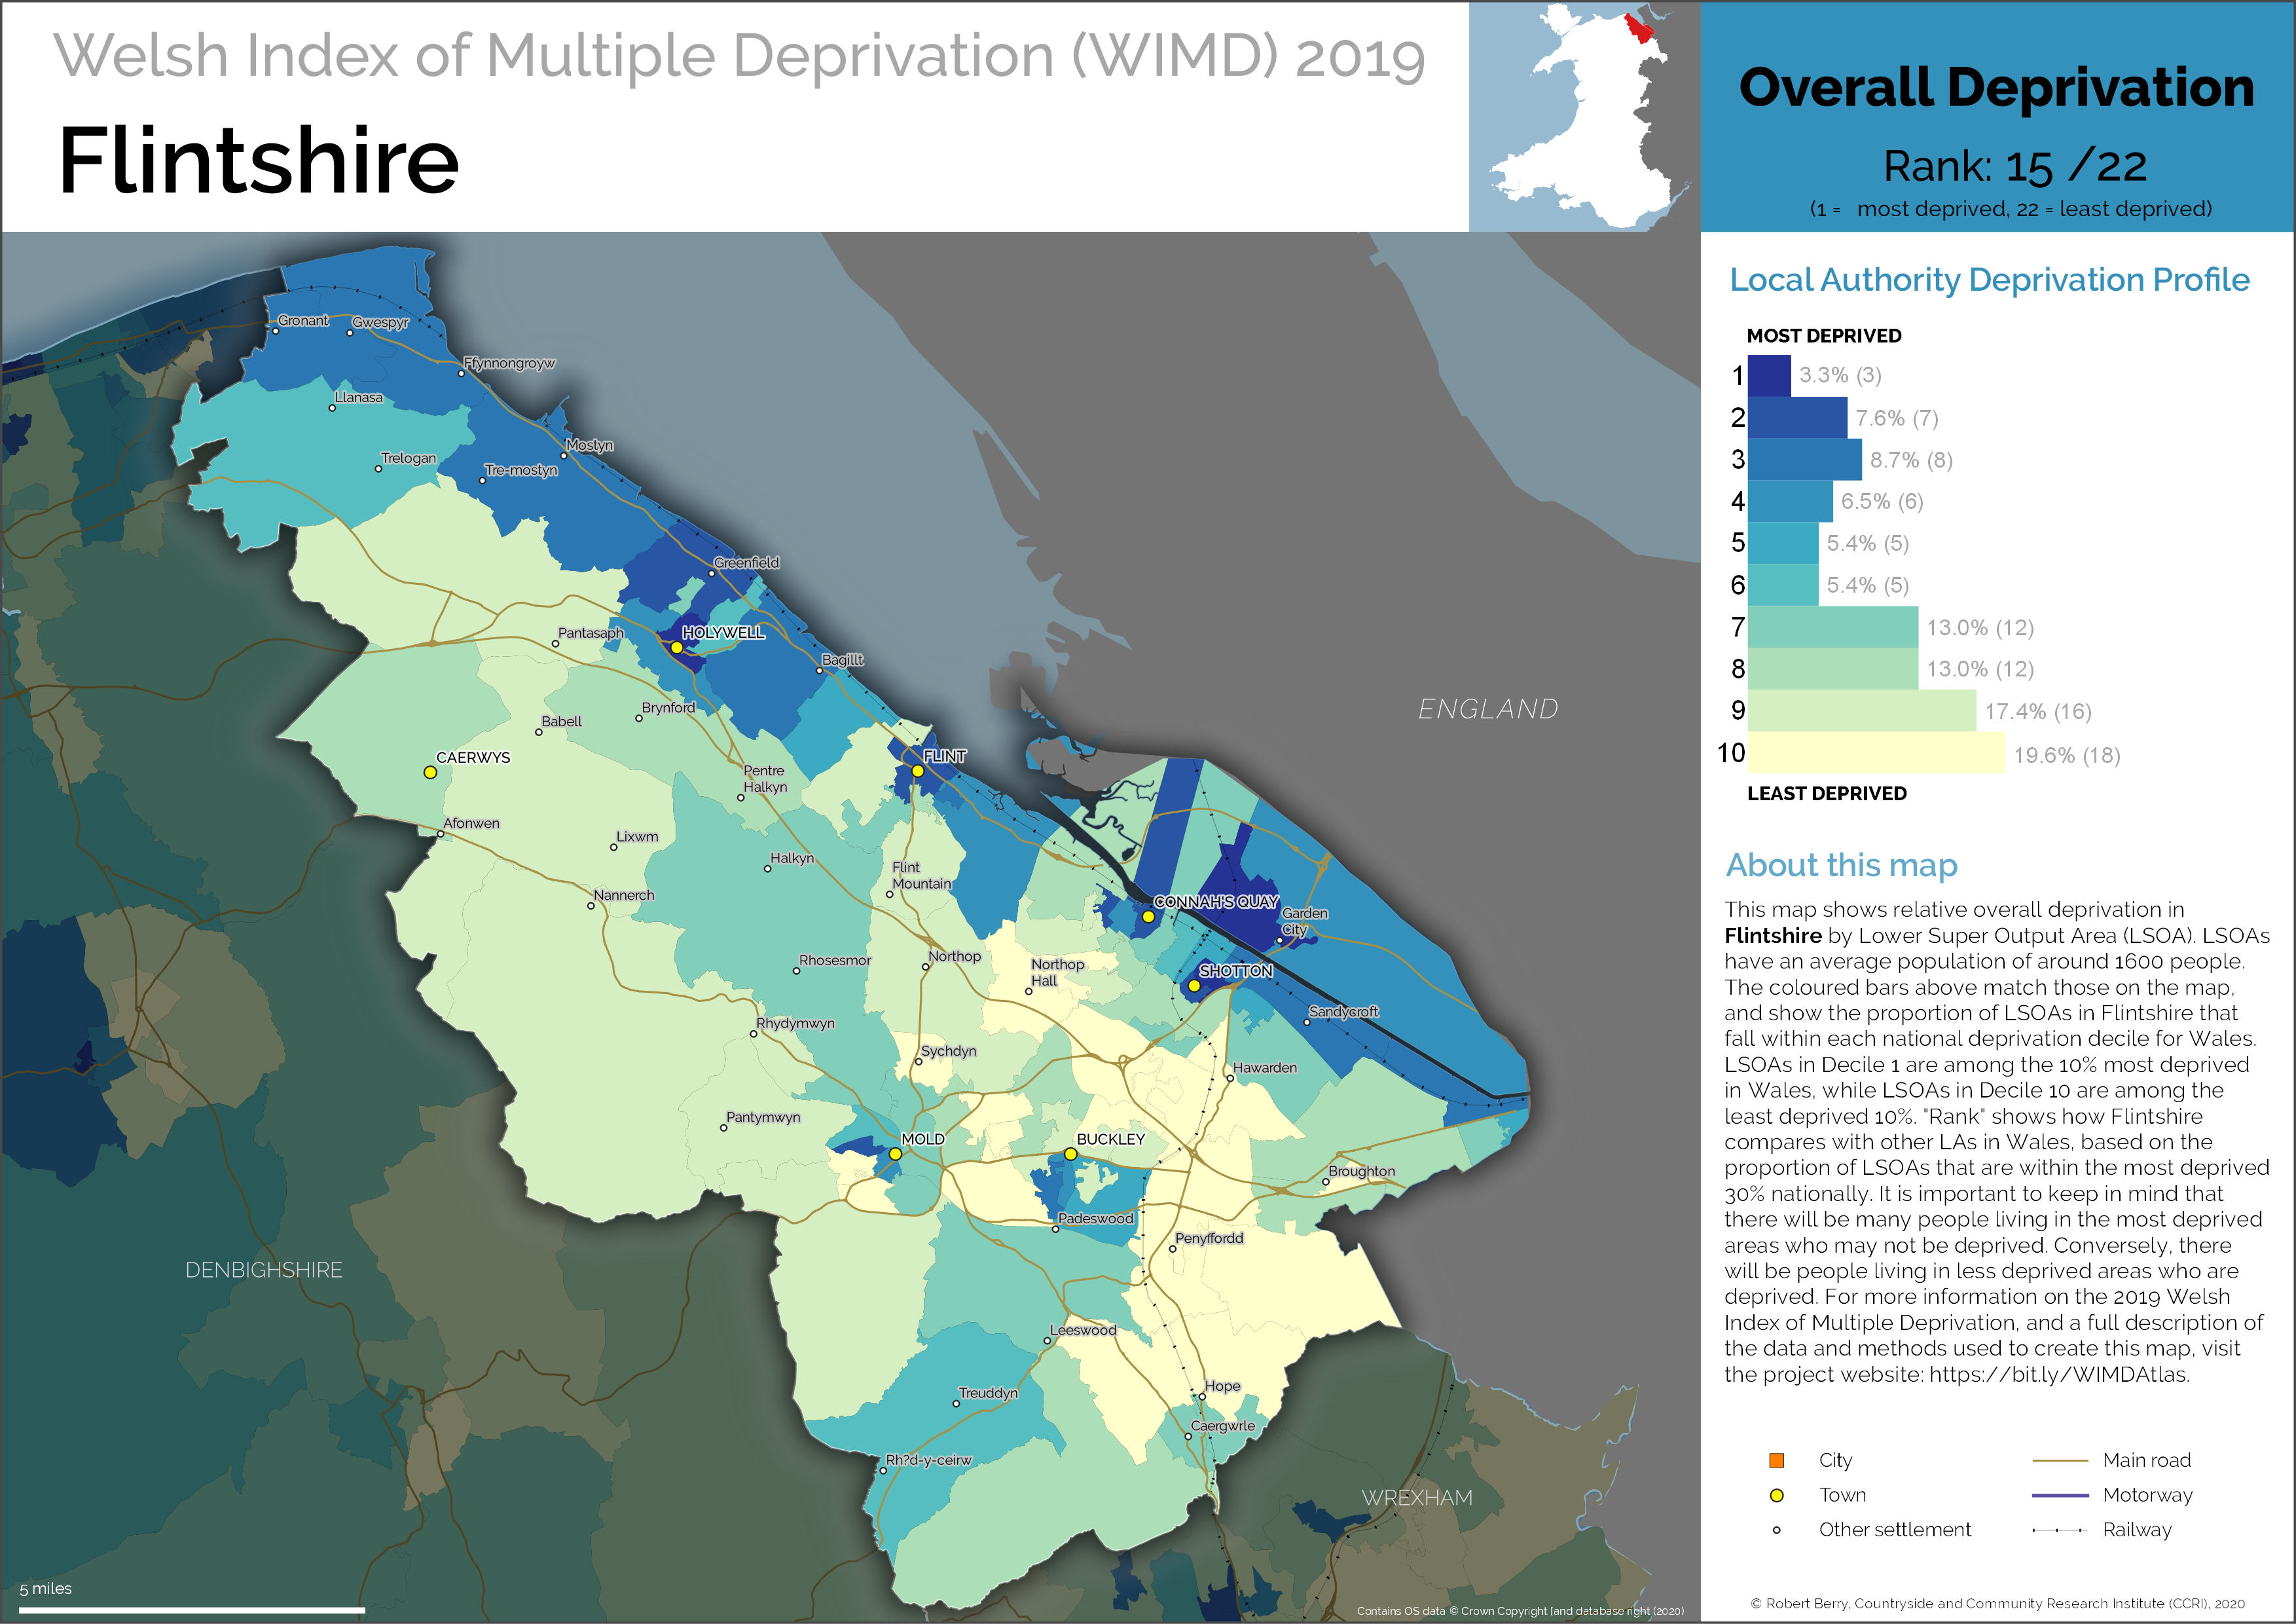 Welsh Index of Multiple Deprivation (WIMD) 2019
Flintshire
Overall Deprivation
Rank: 15 /22
(1 = most deprived, 22 = least deprived)
Local Authority Deprivation Profile
MOST DEPRIVED
1 3.3% (3)
2 7.6% (7)
3 8.7% (8)
4 6.5% (6)
5 5.4% (5)
6 5.4% (5)
7 13.0% (12)
8 13.0% (12)
9 17.4% (16)
10 19.6% (18)
LEAST DEPRIVED
About this map
This map shows relative overall deprivation in
Flintshire by Lower Super Output Area (LSOA). LSOAs
have an average population of around 1600 people.
The coloured bars above match those on the map,
and show the proportion of LSOAs in Flintshire that
fall within each national deprivation decile for Wales.
LSOAs in Decile 1 are among the 10% most deprived
in Wales, while LSOAs in Decile 10 are among the
least deprived 10%. "Rank" shows how Flintshire
compares with other LAs in Wales, based on the
proportion of LSOAs that are within the most deprived
30% nationally. It is important to keep in mind that
there will be many people living in the most deprived
areas who may not be deprived. Conversely, there
will be people living in less deprived areas who are
deprived. For more information on the 2019 Welsh
Index of Multiple Deprivation, and a full description of
the data and methods used to create this map, visit
the project website: https://bit.ly/WIMDAtlas.
City
Town
Other settlement
Main road
Motorway
Railway
© Robert Berry, Countryside and Community Research Institute (CCRI), 2020
Gronant
Gwespyr
Ffynnongroyw
Llanasa
Mostyn
Trelogan
Tre-mostyn
Greenfield
Pantasaph
HOLYWELL
Bagillt
ENGLAND
Brynford
Babell
CAERWYS
FLINT
Pentre
Halkyn
Afonwen
Lixwm
Halkyn
Flint
Mountain
Nannerch
CONNAH'S QUAY
Garden
City
Rhosesmor
Northop
Northop
Hall
SHOTTON
Rhydymwyn
Sandycroft
Sychdyn
Hawarden
Pantymwyn
MOLD
BUCKLEY
Broughton
Padeswood
Penyffordd
DENBIGHSHIRE
Leeswood
Treuddyn
Hope
Caergwrle
Rh?d-y-ceirw
WREXHAM
5 miles
Contains OS data © Crown Copyright [and database right (2020)